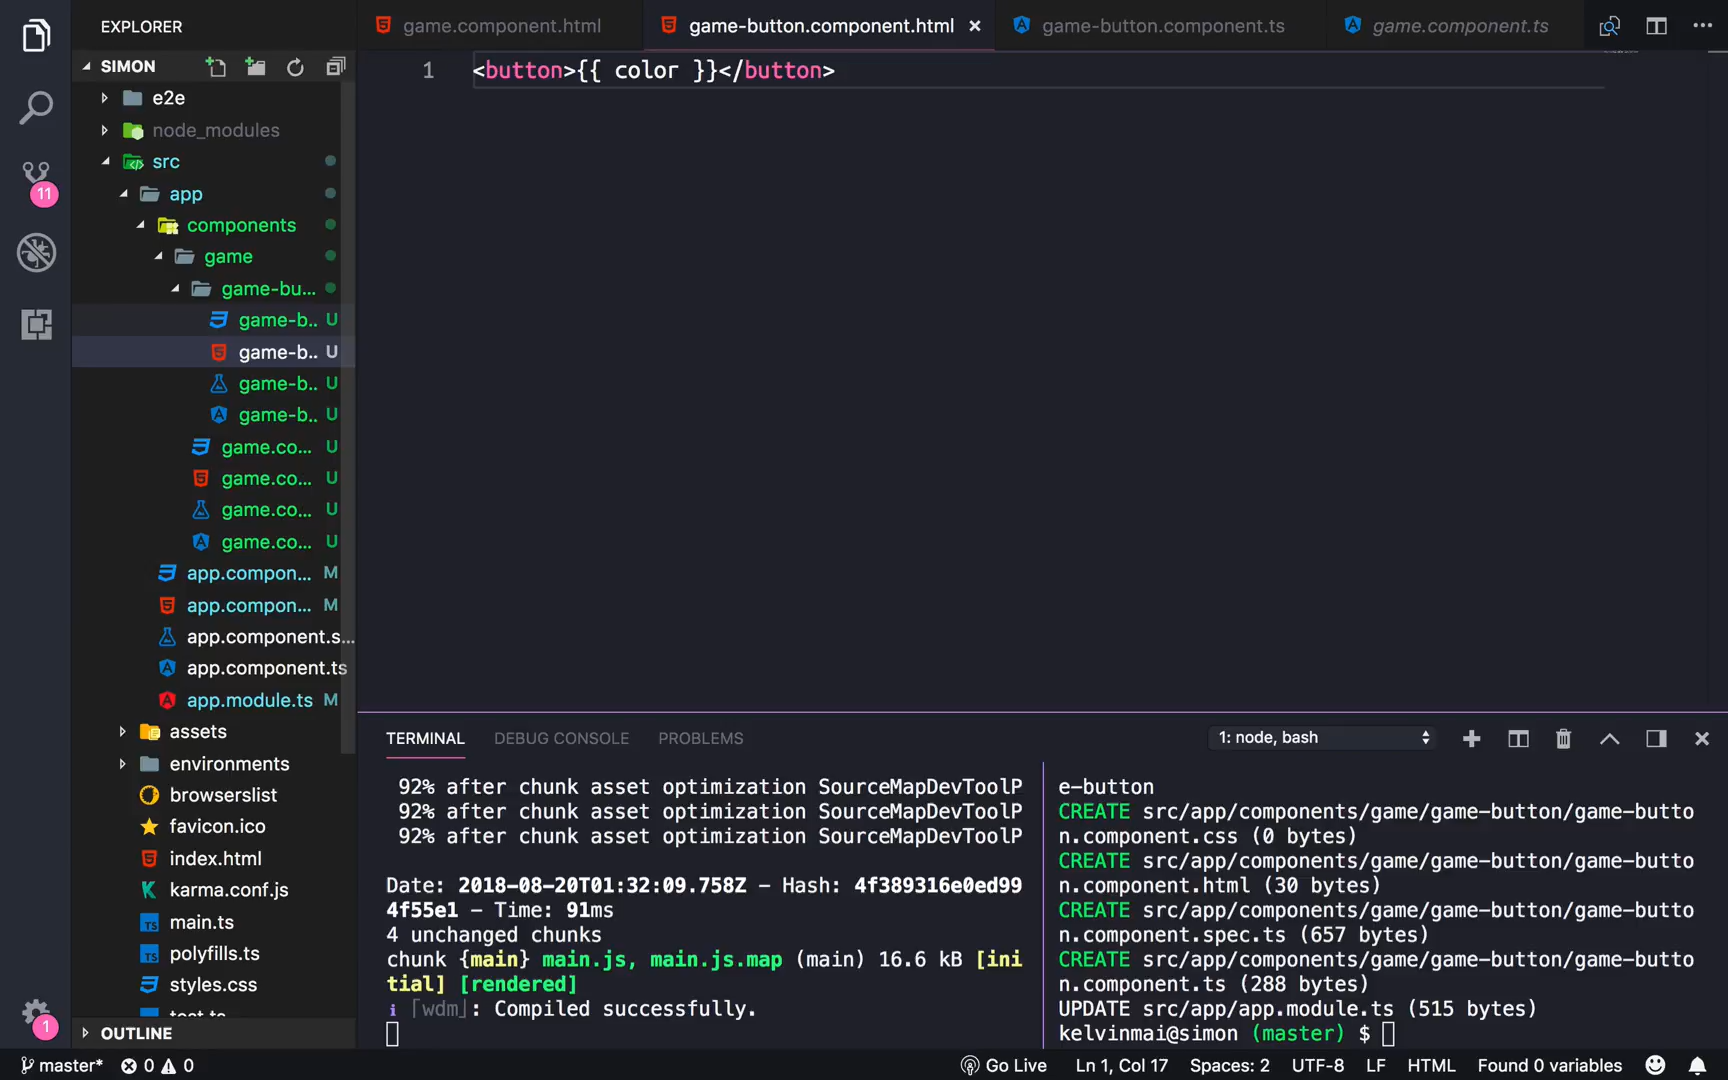 EXPLORER
SIMON
e2e
node_modules
src
app
components
game
game-bu...
game-b.. U
game-b.. U
game-b.. U
game-b.. U
game.co... U
game.co... U
game.co... U
game.co... U
app.compon... M
app.compon... M
app.component.s...
app.component.ts
app.module.ts M
assets
environments
browserslist
favicon.ico
index.html
karma.conf.js
main.ts
polyfills.ts
styles.css
test.ts
OUTLINE
11
1
game.component.html
game-button.component.html
game-button.component.ts
game.component.ts
1 <button>{{ color }}</button>
TERMINAL
DEBUG CONSOLE
PROBLEMS
1: node, bash
92% after chunk asset optimization SourceMapDevToolP
92% after chunk asset optimization SourceMapDevToolP
92% after chunk asset optimization SourceMapDevToolP
Date: 2018-08-20T01:32:09.758Z - Hash: 4f389316e0ed99
4f55e1 - Time: 91ms
4 unchanged chunks
chunk {main} main.js, main.js.map (main) 16.6 kB [ini
tial] [rendered]
i ｢wdm｣: Compiled successfully.
e-button
CREATE src/app/components/game/game-button/game-butto
n.component.css (0 bytes)
CREATE src/app/components/game/game-button/game-butto
n.component.html (30 bytes)
CREATE src/app/components/game/game-button/game-butto
n.component.spec.ts (657 bytes)
CREATE src/app/components/game/game-button/game-butto
n.component.ts (288 bytes)
UPDATE src/app/app.module.ts (515 bytes)
kelvinmai@simon (master) $
master* 0 0 Go Live Ln 1, Col 17 Spaces: 2 UTF-8 LF HTML Found 0 variables